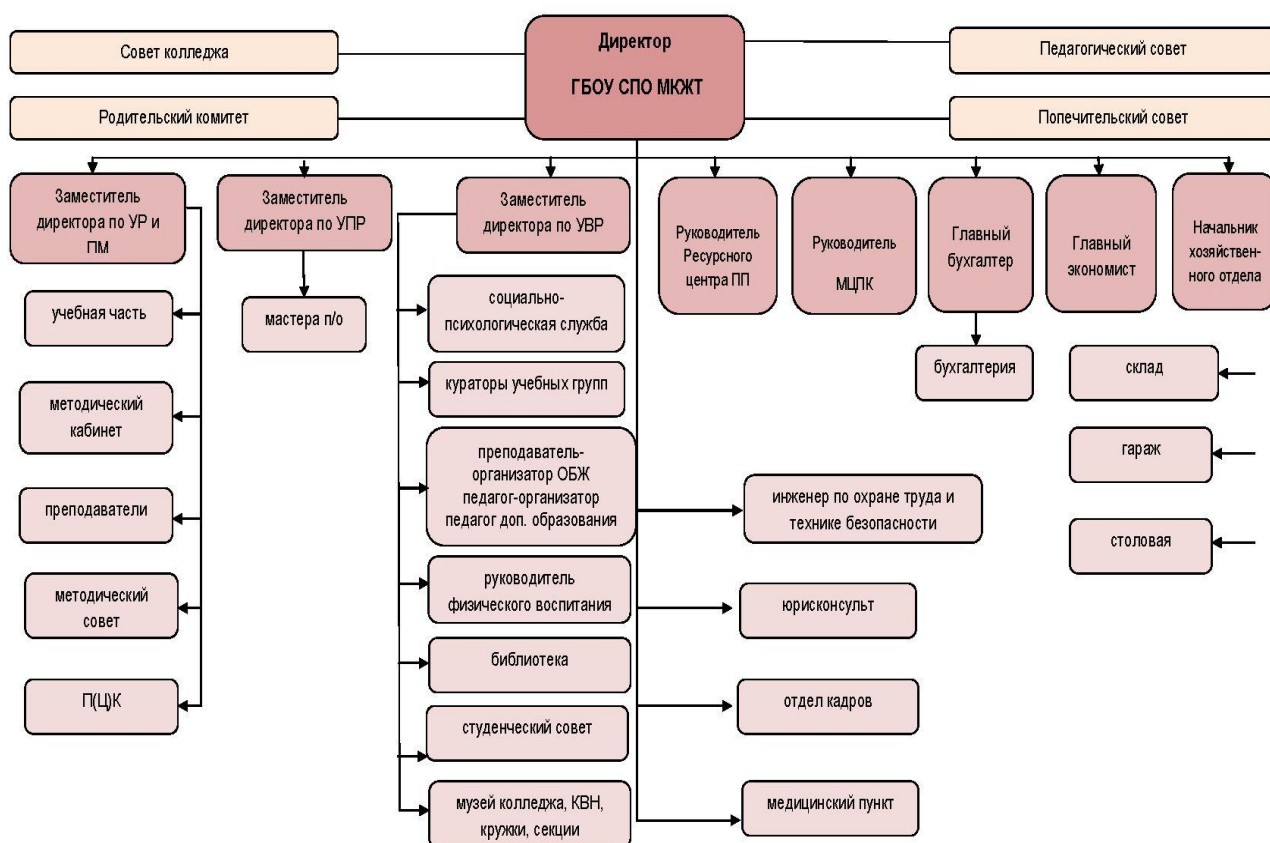 Совет колледжа
Директор
ГБОУ СПО МКЖТ
Педагогический совет
Родительский комитет
Попечительский совет
Заместитель
директора по УР и
ПМ
Заместитель
директора по УПР
Заместитель
директора по УВР
Руководитель
Ресурсного
центра ПП
Руководитель
МЦПК
Главный
бухгалтер
Главный
экономист
Начальник
хозяйствен-
ного отдела
учебная часть
методический
кабинет
преподаватели
методический
совет
П(Ц)К
мастера п/о
социально-
психологическая служба
кураторы учебных групп
преподаватель-
организатор ОБЖ
педагог-организатор
педагог доп. образования
руководитель
физического воспитания
библиотека
студенческий совет
музей колледжа, КВН,
кружки, секции
инженер по охране труда и
технике безопасности
юрисконсульт
отдел кадров
медицинский пункт
бухгалтерия
склад
гараж
столовая